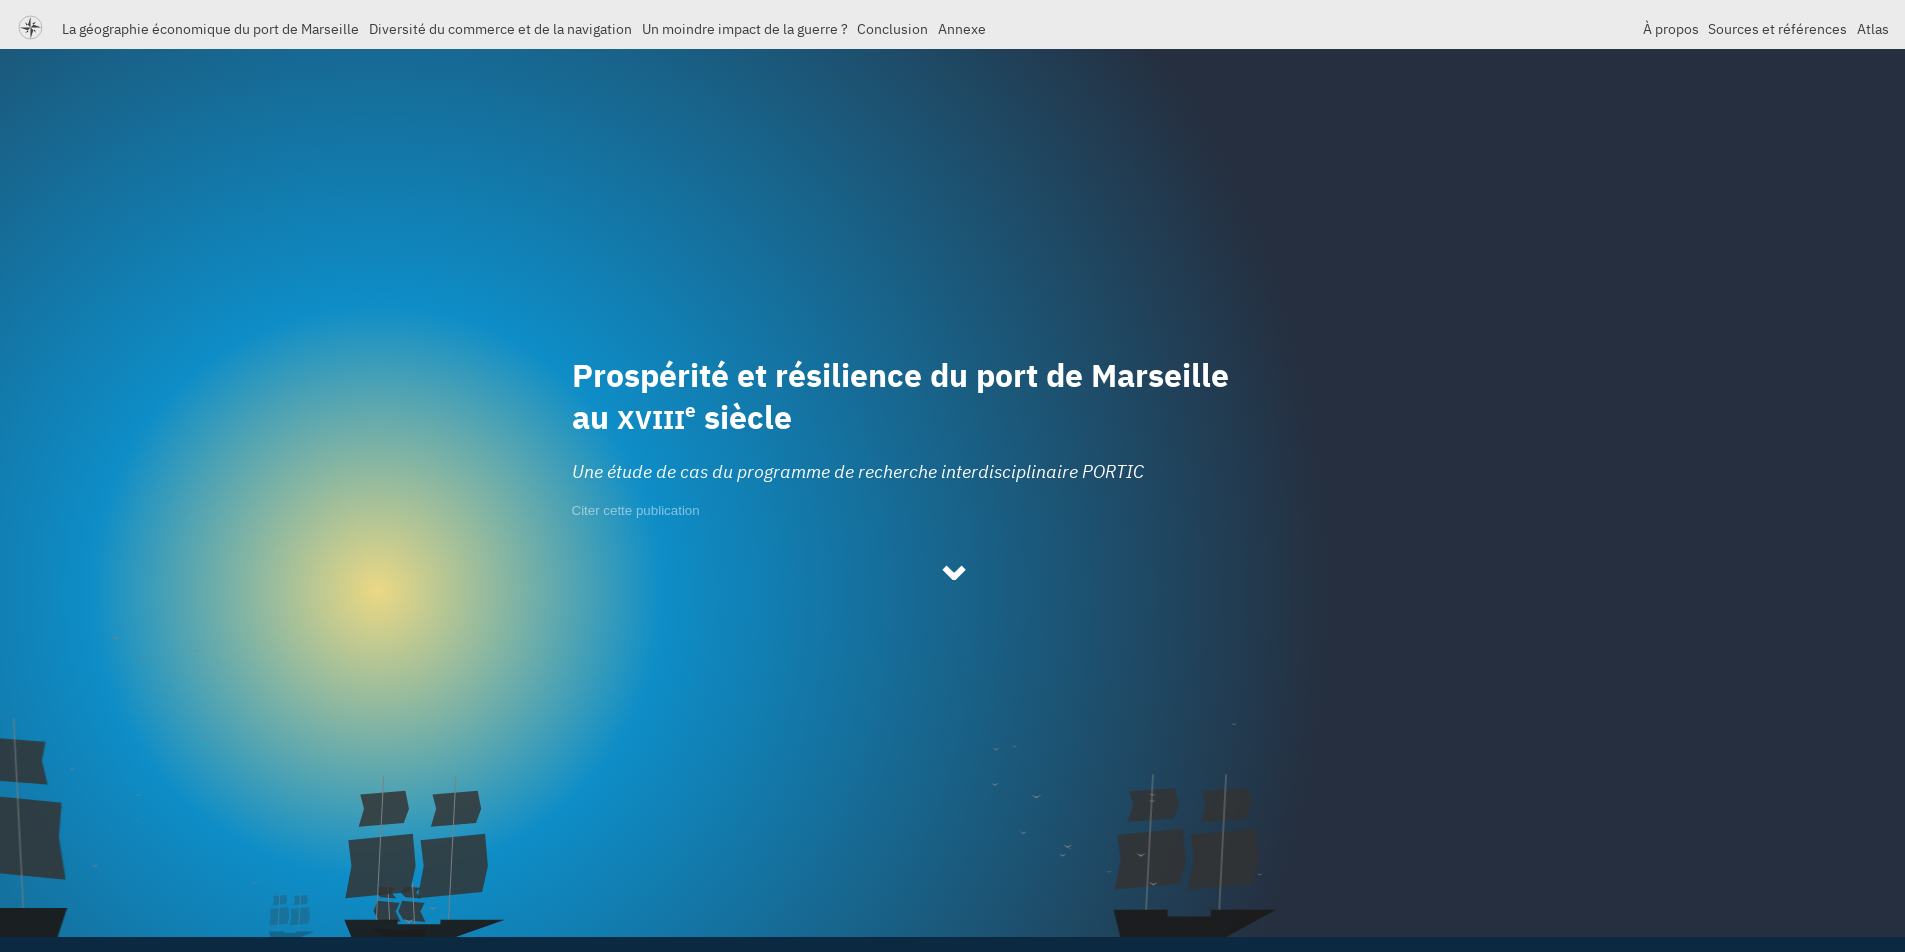 La géographie économique du port de Marseille Diversité du commerce et de la navigation Un moindre impact de la guerre ? Conclusion Annexe À propos Sources et références Atlas
Prospérité et résilience du port de Marseille
au XVIIIe siècle
Une étude de cas du programme de recherche interdisciplinaire PORTIC
Citer cette publication